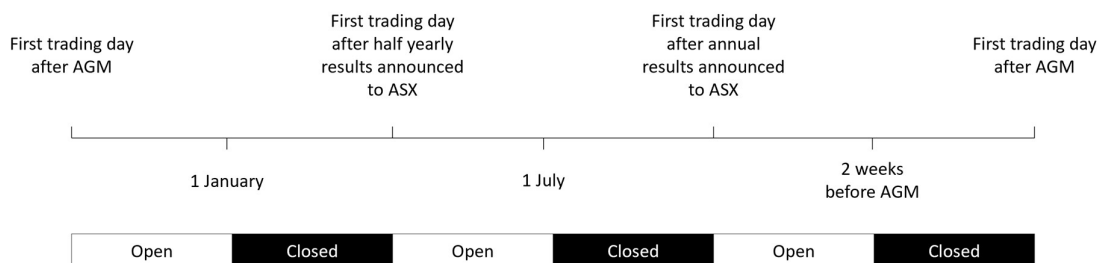 First trading day
after AGM
First trading day
after half yearly
results announced
to ASX
First trading day
after annual
results announced
to ASX
First trading day
after AGM
1 January
1 July
2 weeks
before AGM
Open
Closed
Open
Closed
Open
Closed